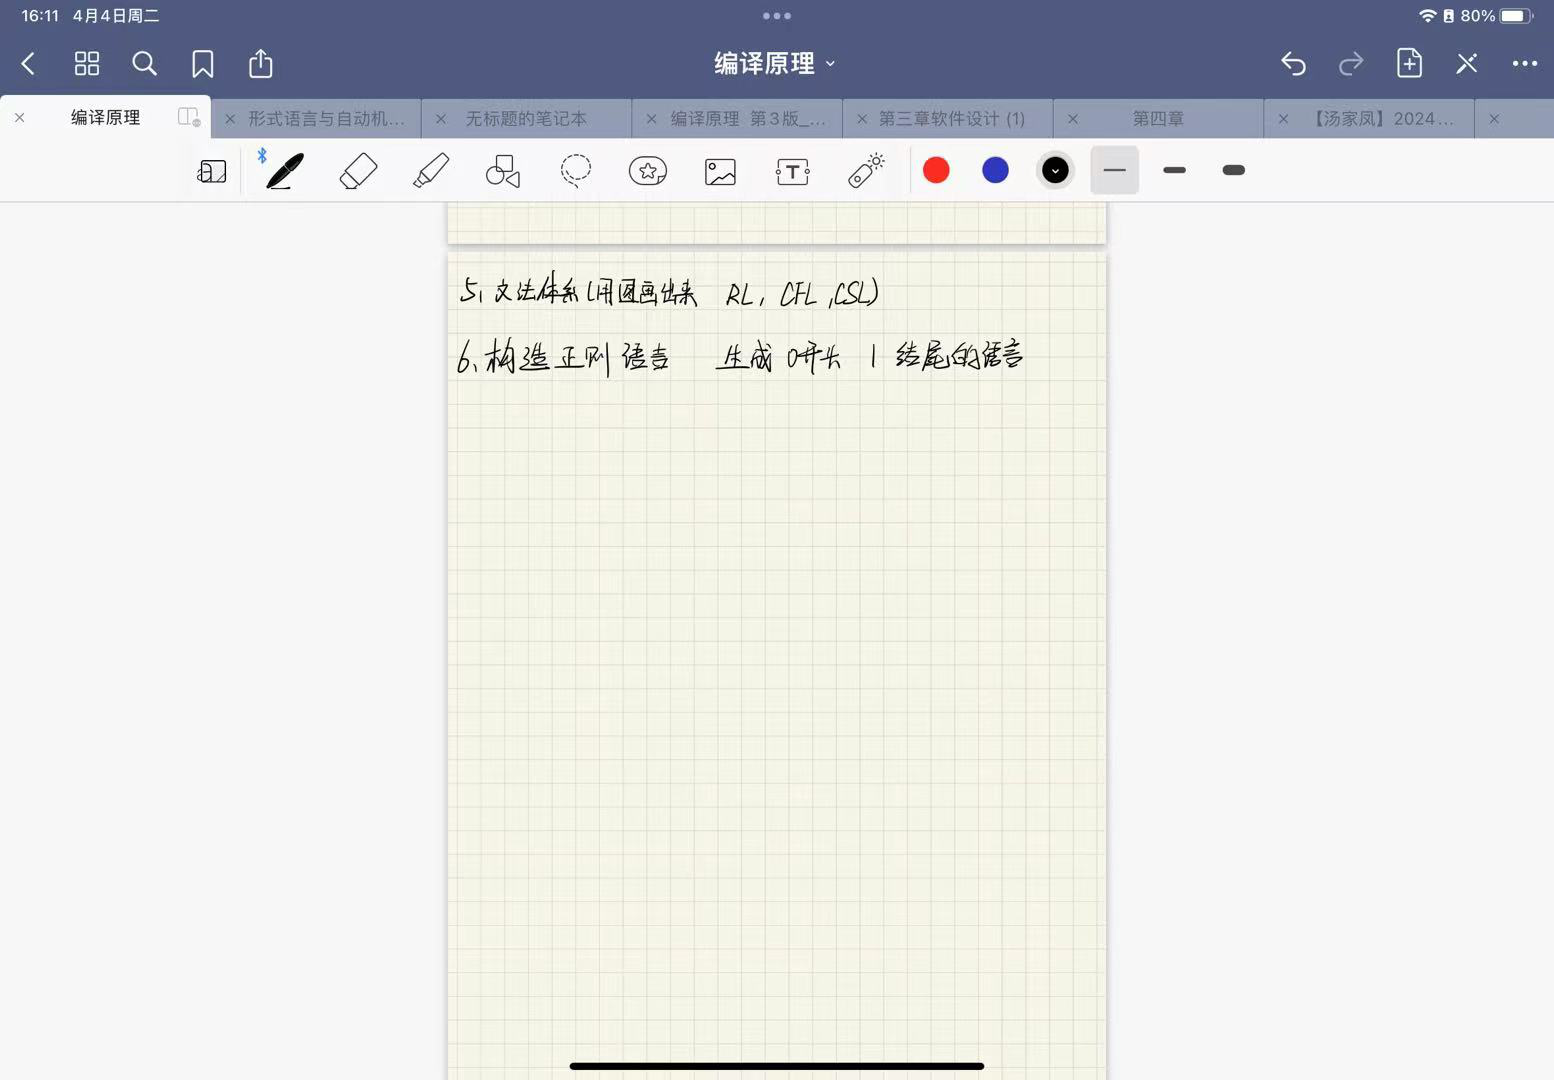 16:11 4月4日周二 80%
编译原理
编译原理 形式语言与自动机... 无标题的笔记本 编译原理 第3版_... 第三章软件设计 (1) 第四章 【汤家凤】2024...
5、文法体系(用图画出来 RL, CFL ,CSL)
6、构造正则语言 生成0开头 1结尾的语言